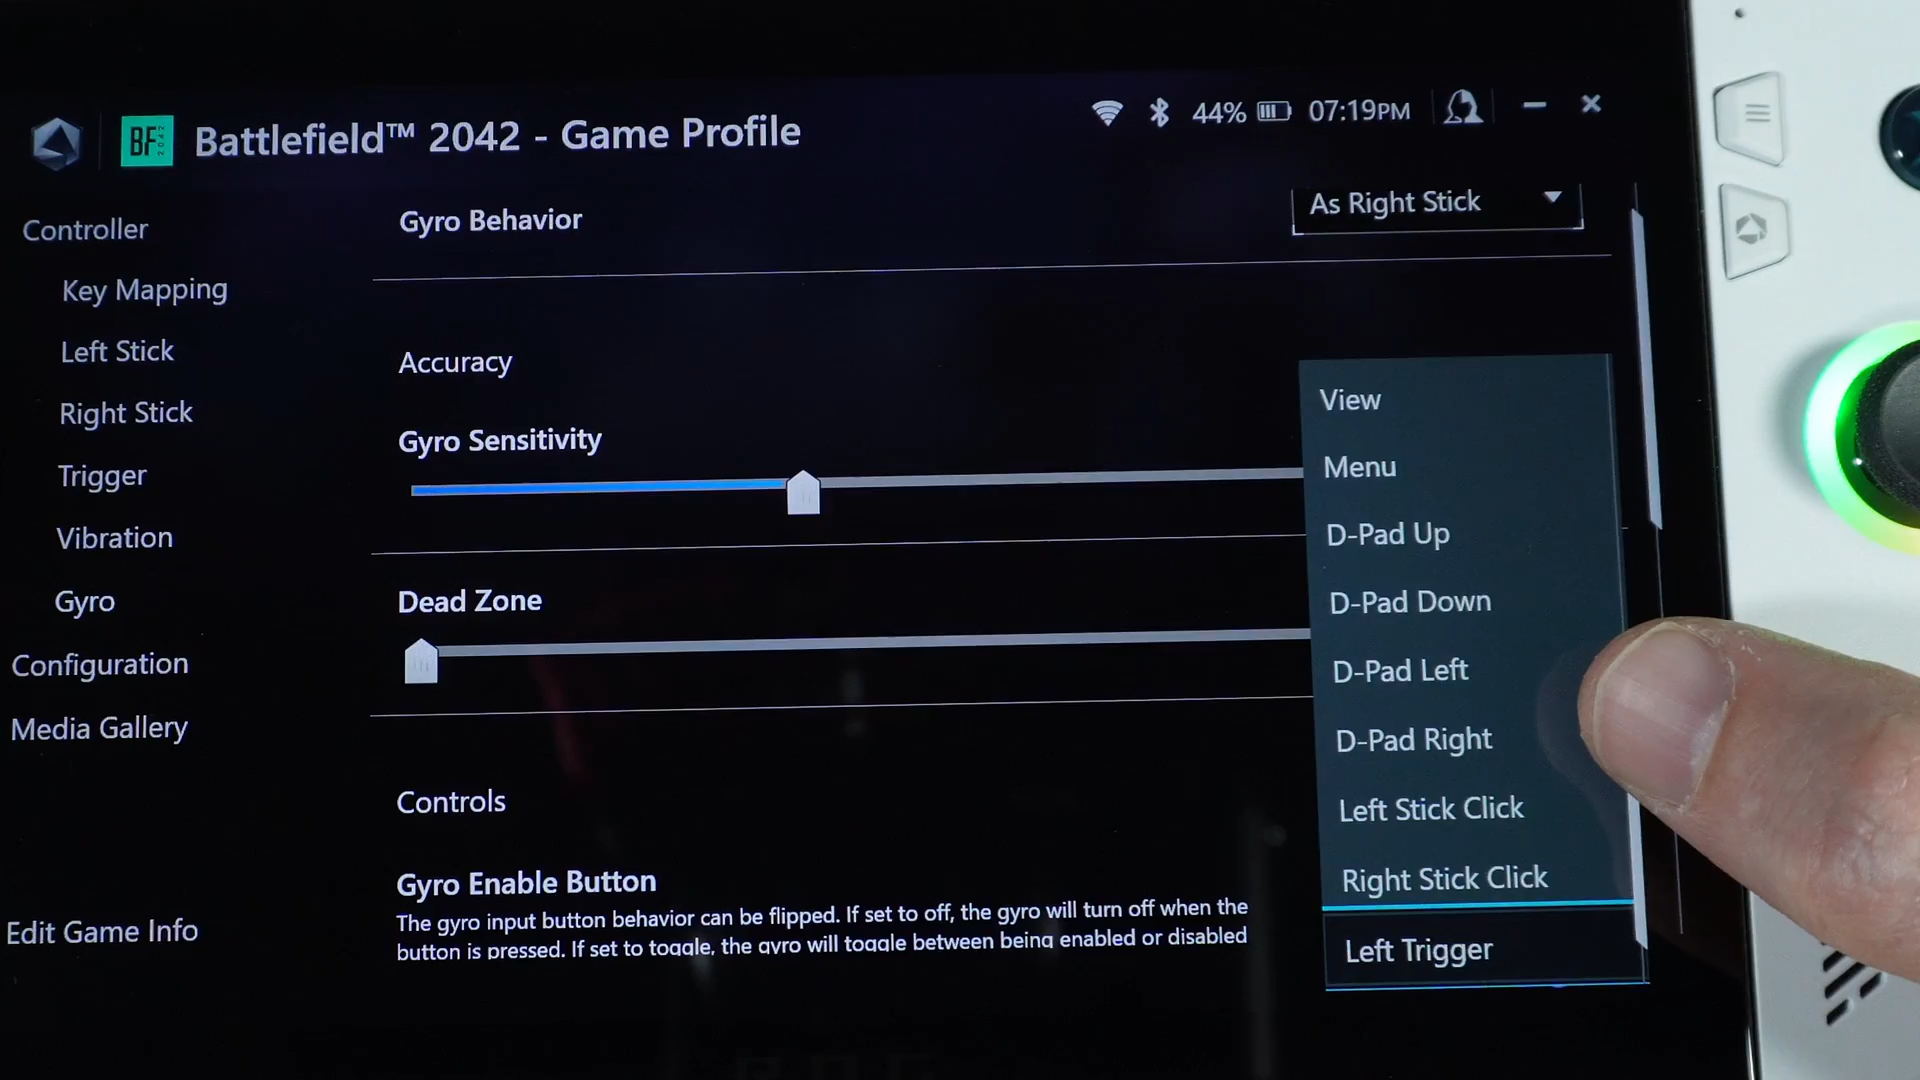 BF
2042
Battlefield™ 2042 - Game Profile
44%
07:19PM
Controller
Key Mapping
Left Stick
Right Stick
Trigger
Vibration
Gyro
Configuration
Media Gallery
Edit Game Info
Gyro Behavior
As Right Stick
Accuracy
Gyro Sensitivity
Dead Zone
Controls
Gyro Enable Button
The gyro input button behavior can be flipped. If set to off, the gyro will turn off when the
button is pressed. If set to toggle, the gyro will toggle between being enabled or disabled
View
Menu
D-Pad Up
D-Pad Down
D-Pad Left
D-Pad Right
Left Stick Click
Right Stick Click
Left Trigger